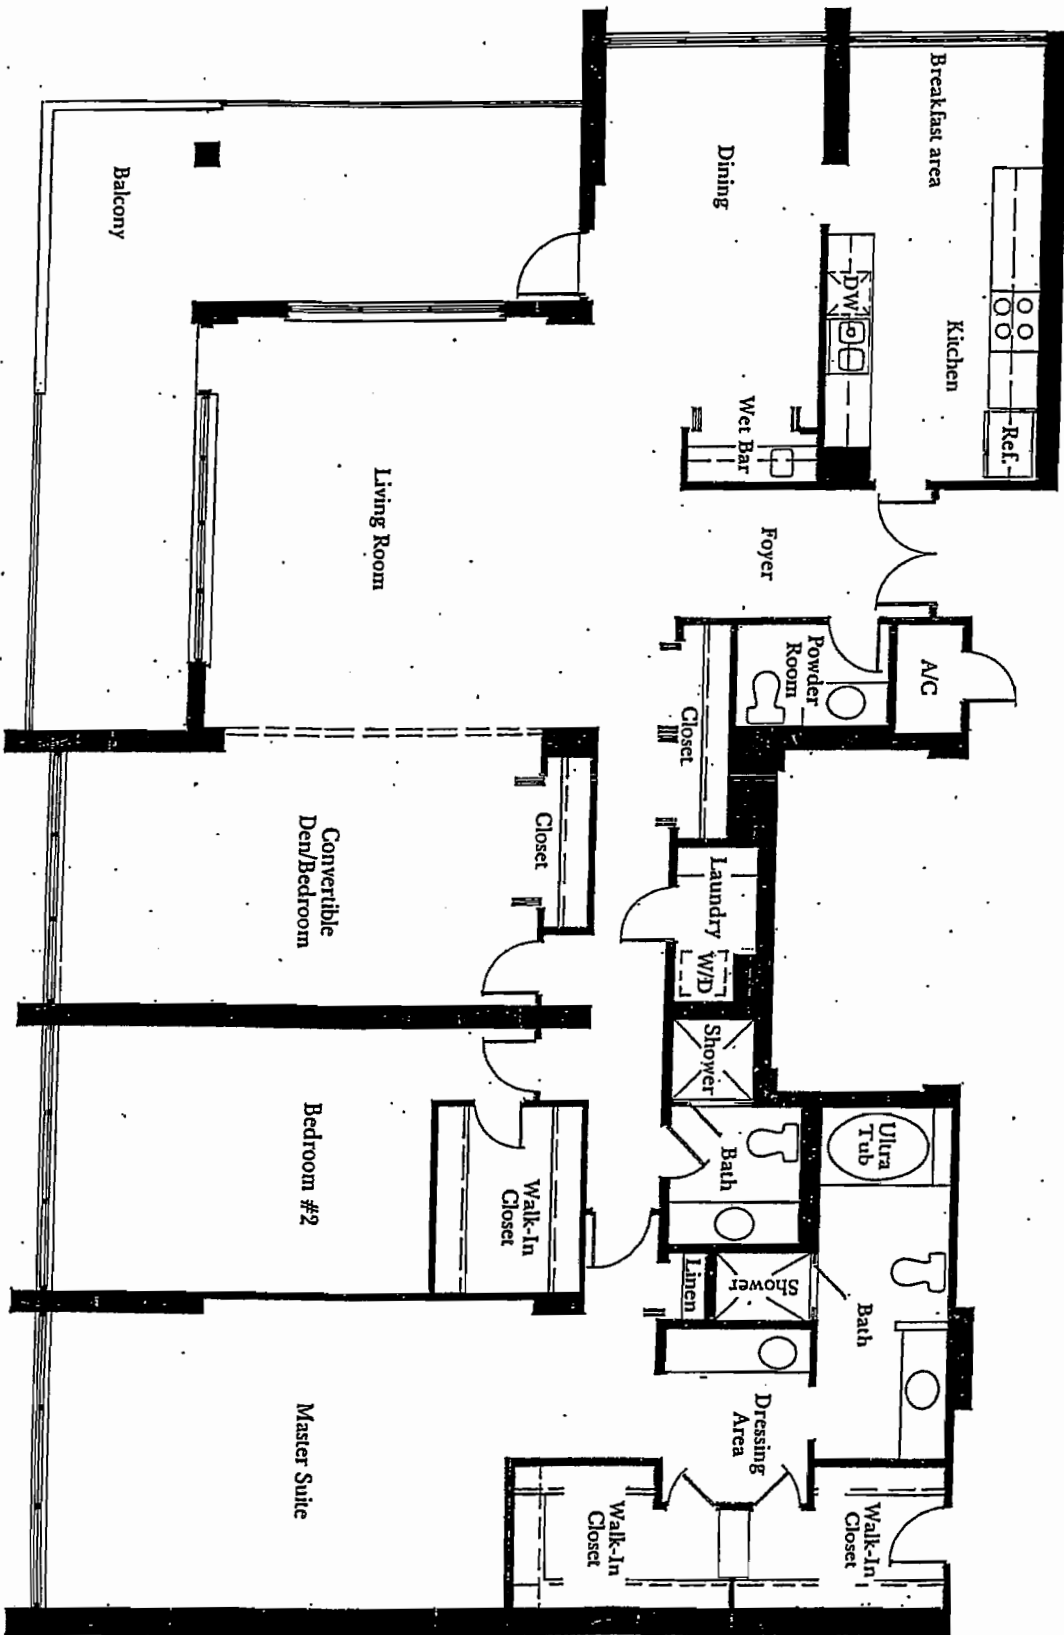 Breakfast area
Kitchen
Ref.
DW
Dining
Wet Bar
Foyer
A/C
Powder
Room
Balcony
Living Room
Closet
Closet
Convertible
Den/Bedroom
Laundry
W/D
Shower
Bath
Ultra
Tub
Bedroom #2
Walk-In
Closet
Linen
Shower
Bath
Dressing
Area
Master Suite
Walk-In
Closet
Walk-In
Closet